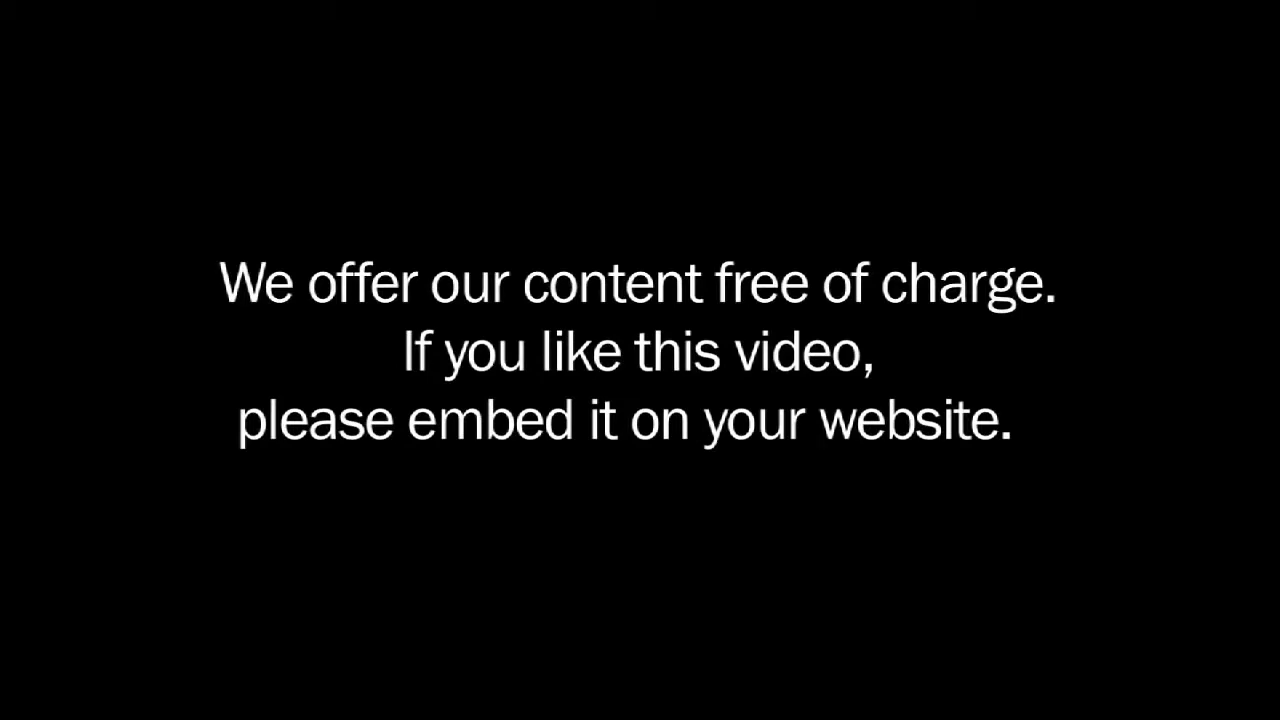 We offer our content free of charge.
If you like this video,
please embed it on your website.